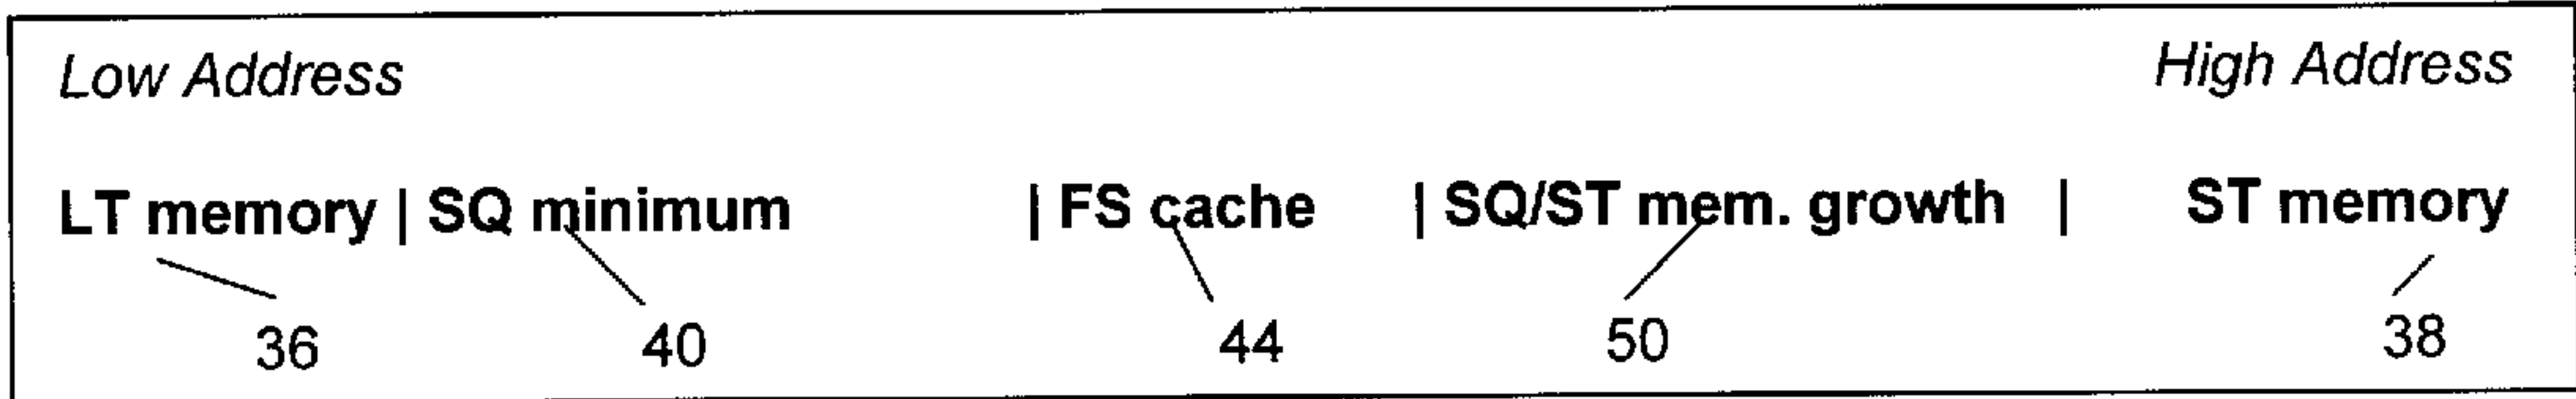 Low Address High Address
LT memory | SQ minimum | FS cache | SQ/ST mem. growth | ST memory
36 40 44 50 38